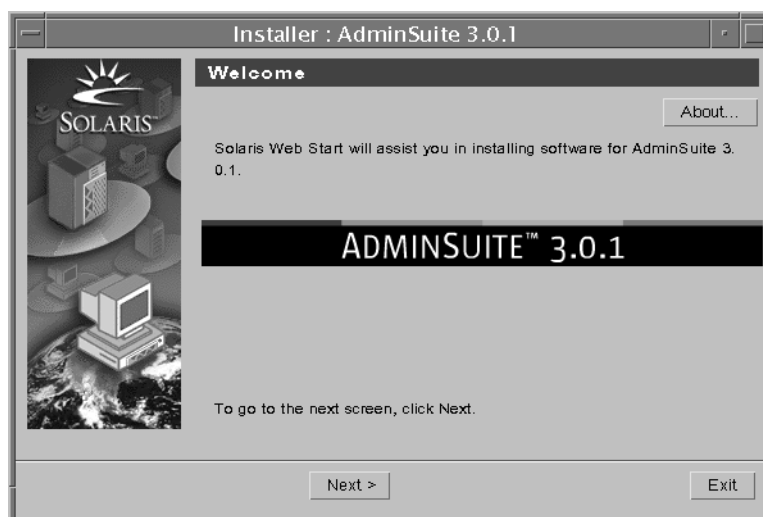 Installer : AdminSuite 3.0.1
SOLARIS™
Welcome
About...
Solaris Web Start will assist you in installing software for AdminSuite 3.
0.1.
ADMINSUITE™ 3.0.1
To go to the next screen, click Next.
Next >
Exit